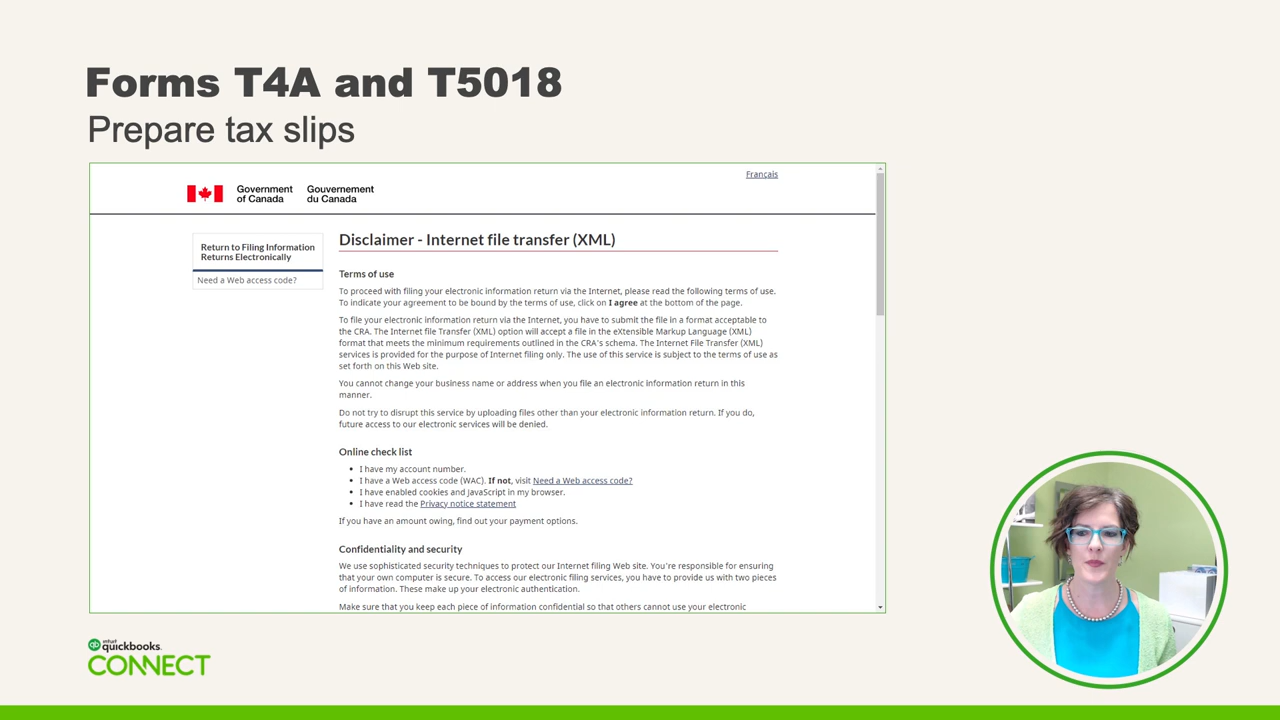 Forms T4A and T5018
Prepare tax slips
Français
Government
of Canada
Gouvernement
du Canada
Return to Filing Information
Returns Electronically
Need a Web access code?
Disclaimer - Internet file transfer (XML)
Terms of use
To proceed with filing your electronic information return via the Internet, please read the following terms of use.
To indicate your agreement to be bound by the terms of use, click on I agree at the bottom of the page.
To file your electronic information return via the Internet, you have to submit the file in a format acceptable to
the CRA. The Internet file Transfer (XML) option will accept a file in the eXtensible Markup Language (XML)
format that meets the minimum requirements outlined in the CRA's schema. The Internet File Transfer (XML)
services is provided for the purpose of Internet filing only. The use of this service is subject to the terms of use as
set forth on this Web site.
You cannot change your business name or address when you file an electronic information return in this
manner.
Do not try to disrupt this service by uploading files other than your electronic information return. If you do,
future access to our electronic services will be denied.
Online check list
• I have my account number.
• I have a Web access code (WAC). If not, visit Need a Web access code?
• I have enabled cookies and JavaScript in my browser.
• I have read the Privacy notice statement
If you have an amount owing, find out your payment options.
Confidentiality and security
We use sophisticated security techniques to protect our Internet filing Web site. You're responsible for ensuring
that your own computer is secure. To access our electronic filing services, you have to provide us with two pieces
of information. These make up your electronic authentication.
Make sure that you keep each piece of information confidential so that others cannot use your electronic
intuit
quickbooks.
CONNECT